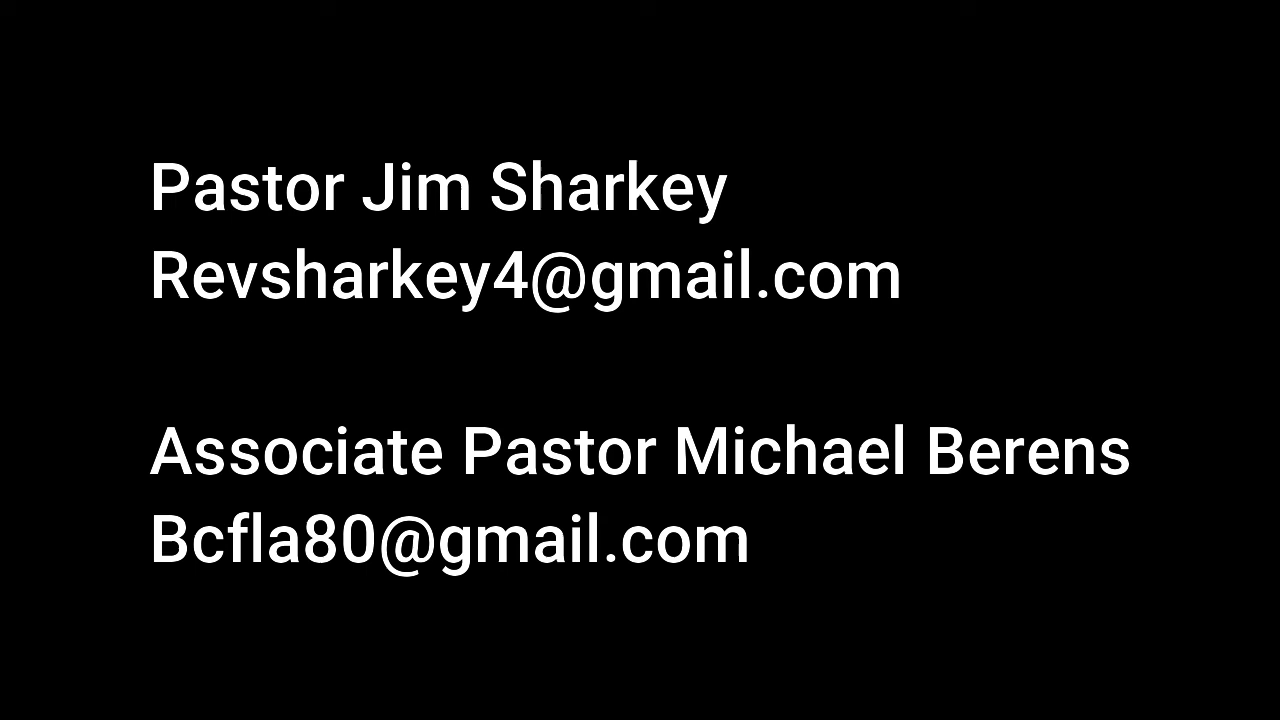 Pastor Jim Sharkey
Revsharkey4@gmail.com
Associate Pastor Michael Berens
Bcfla80@gmail.com